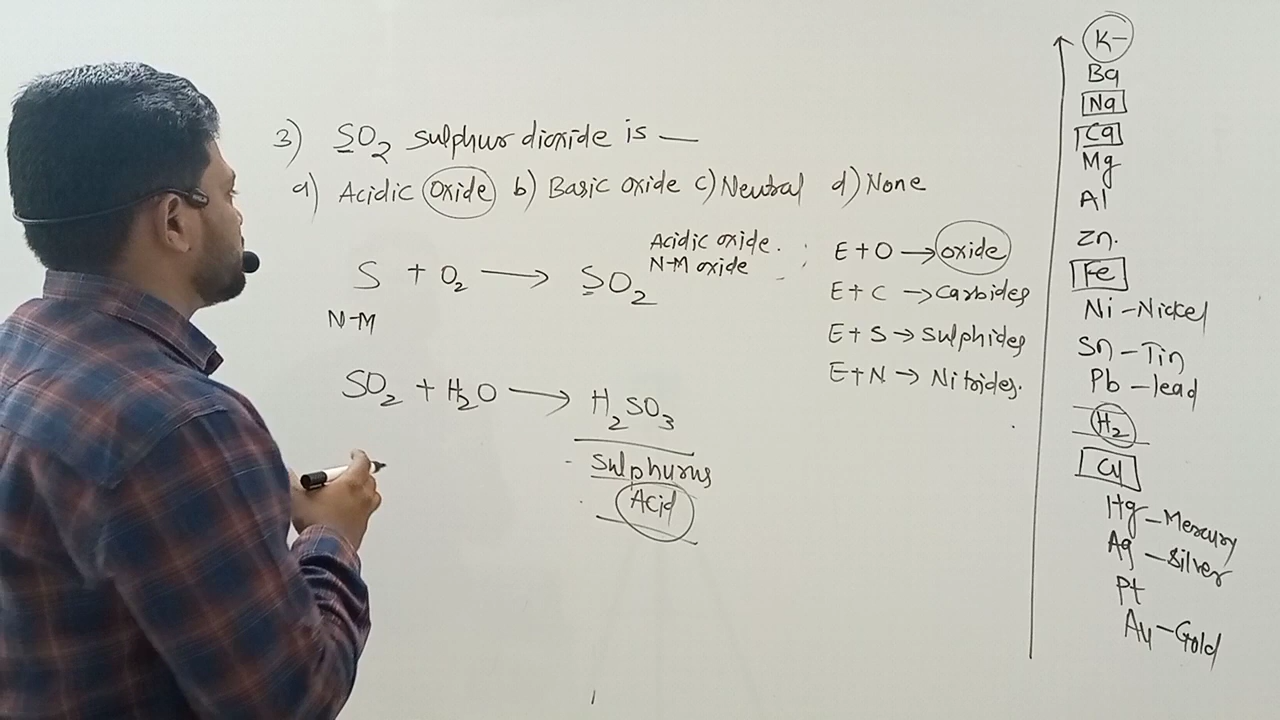 3) SO2 sulphur dioxide is —
a) Acidic Oxide b) Basic oxide c) Neutral d) None
S + O2 → SO2
N-M
Acidic oxide.
N-M oxide
SO2 + H2O → H2SO3
Sulphurus
Acid
E + O → oxide
E + C → Carbides
E + S → Sulphides
E + N → Nitrides.
K
Ba
Na
Ca
Mg
Al
Zn.
Fe
Ni - Nickel
Sn - Tin
Pb - lead
H2
Cu
Hg - Mercury
Ag - Silver
Pt
Au - Gold